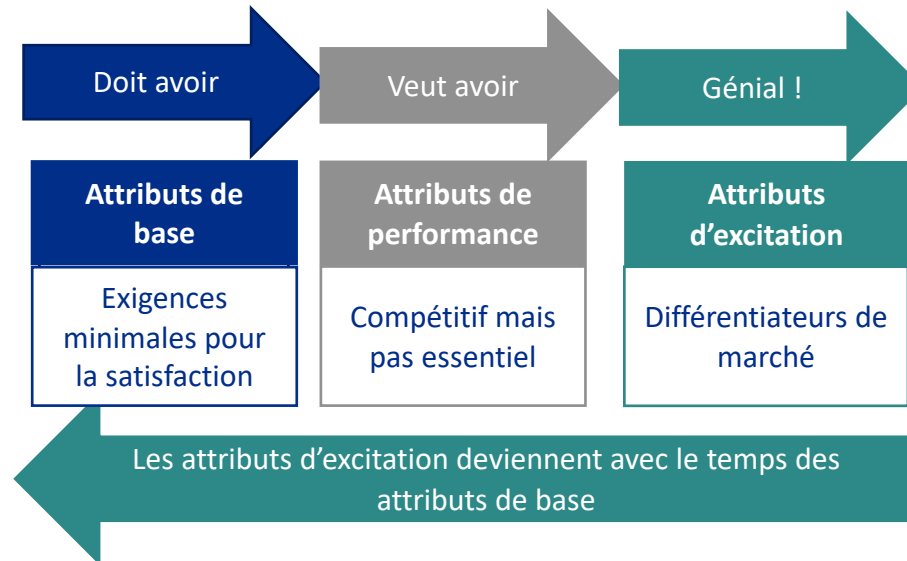 Doit avoir
Veut avoir
Génial !
Attributs de
base
Attributs de
performance
Attributs
d’excitation
Exigences
minimales pour
la satisfaction
Compétitif mais
pas essentiel
Différentiateurs de
marché
Les attributs d’excitation deviennent avec le temps des
attributs de base